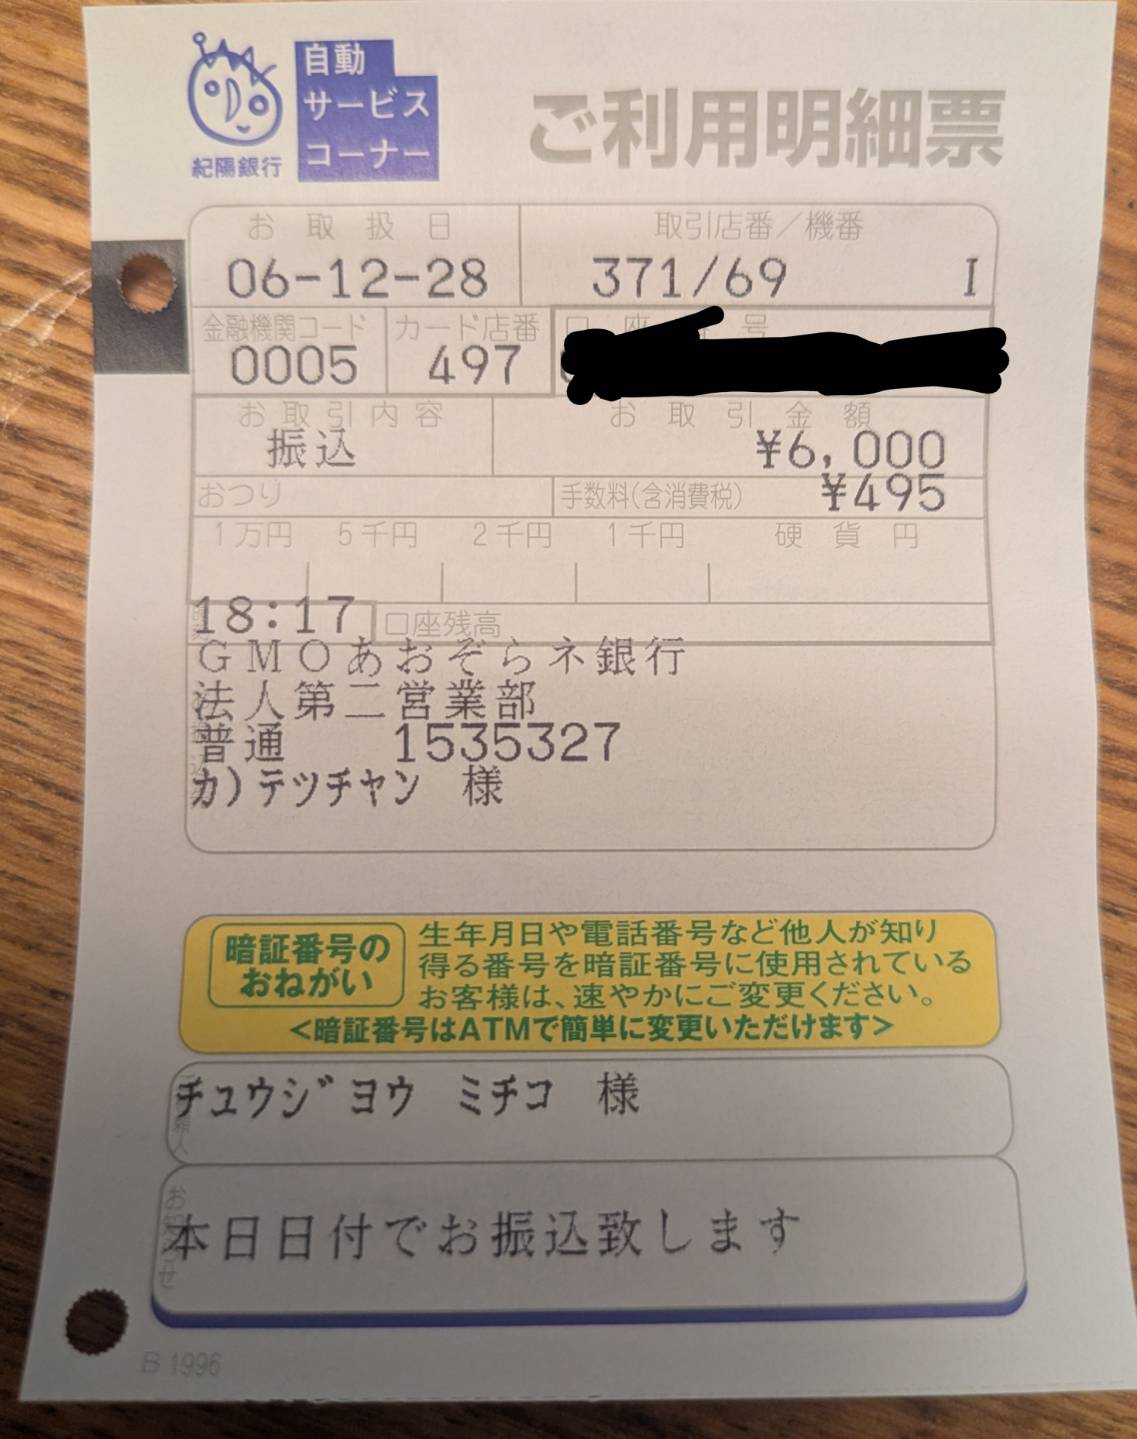 自動
サービス
コーナー
紀陽銀行
ご利用明細票
お取扱日 取引店番/機番
06-12-28 371/69 I
金融機関コード カード店番 口座 号
0005 497
お取引内容 お取引金額
振込 ¥6,000
おつり 手数料(含消費税) ¥495
1万円 5千円 2千円 1千円 硬貨 円
18:17 口座残高
GMOあおぞらネ銀行
法人第二営業部
普通 1535327
カ)テツチヤン 様
暗証番号の
おねがい
生年月日や電話番号など他人が知り
得る番号を暗証番号に使用されている
お客様は、速やかにご変更ください。
<暗証番号はATMで簡単に変更いただけます>
チユウジヨウ ミチコ 様
本日日付でお振込致します
B 1996